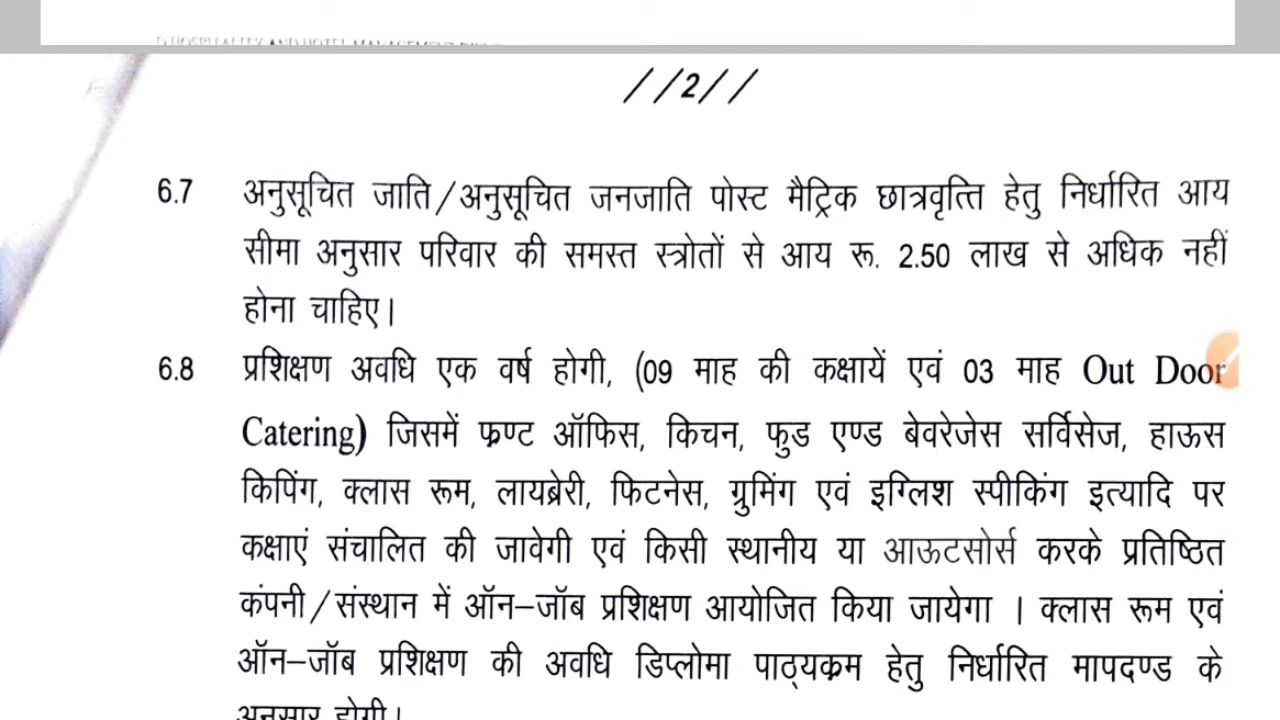 //2//
6.7 अनुसूचित जाति/अनुसूचित जनजाति पोस्ट मैट्रिक छात्रवृत्ति हेतु निर्धारित आय
सीमा अनुसार परिवार की समस्त स्त्रोतों से आय रू. 2.50 लाख से अधिक नहीं
होना चाहिए।
6.8 प्रशिक्षण अवधि एक वर्ष होगी, (09 माह की कक्षायें एवं 03 माह Out Door
Catering) जिसमें फ्रण्ट ऑफिस, किचन, फुड एण्ड बेवरेजेस सर्विसेज, हाऊस
किपिंग, क्लास रूम, लायब्रेरी, फिटनेस, ग्रुमिंग एवं इग्लिश स्पीकिंग इत्यादि पर
कक्षाएं संचालित की जावेगी एवं किसी स्थानीय या आऊटसोर्स करके प्रतिष्ठित
कंपनी/संस्थान में ऑन–जॉब प्रशिक्षण आयोजित किया जायेगा । क्लास रूम एवं
ऑन–जॉब प्रशिक्षण की अवधि डिप्लोमा पाठ्यक्रम हेतु निर्धारित मापदण्ड के
अनुसार होगी।